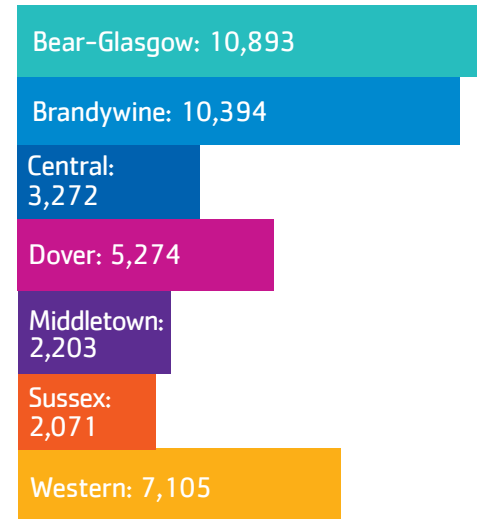 Bear-Glasgow: 10,893
Brandywine: 10,394
Central:
3,272
Dover: 5,274
Middletown:
2,203
Sussex:
2,071
Western: 7,105